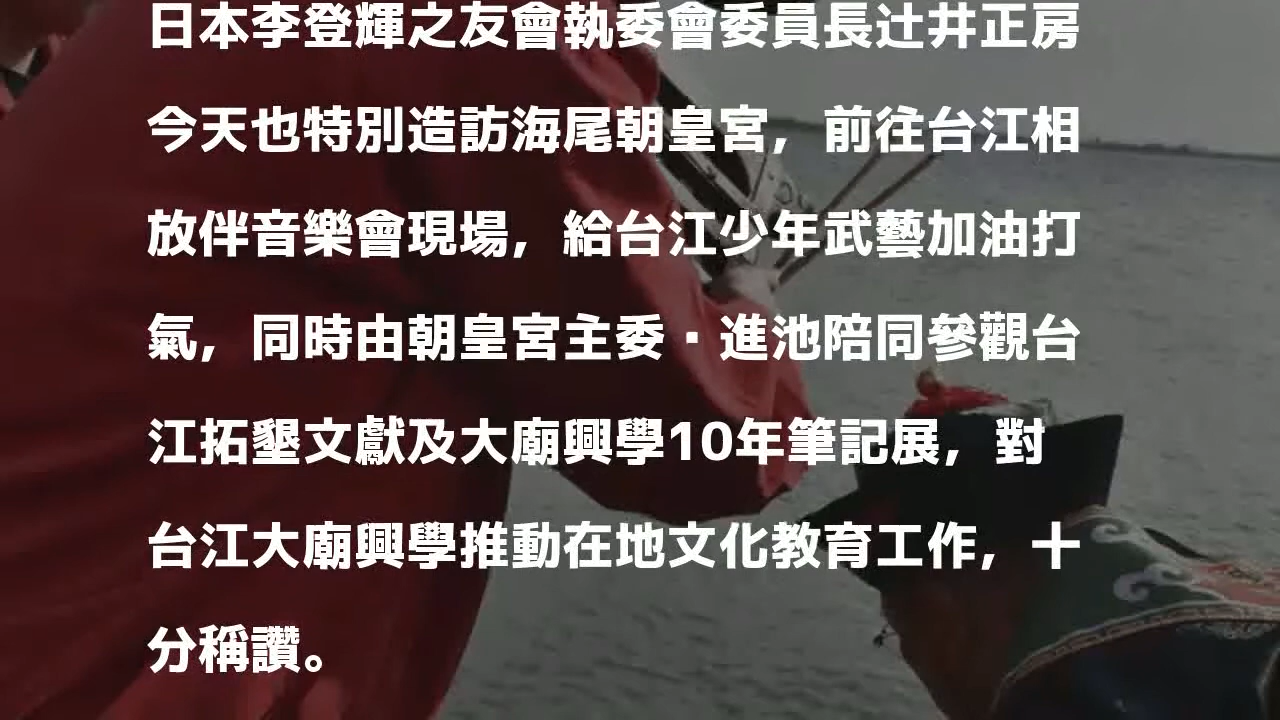 日本李登輝之友會執委會委員長辻井正房
今天也特別造訪海尾朝皇宮，前往台江相
放伴音樂會現場，給台江少年武藝加油打
氣，同時由朝皇宮主委·進池陪同參觀台
江拓墾文獻及大廟興學10年筆記展，對
台江大廟興學推動在地文化教育工作，十
分稱讚。